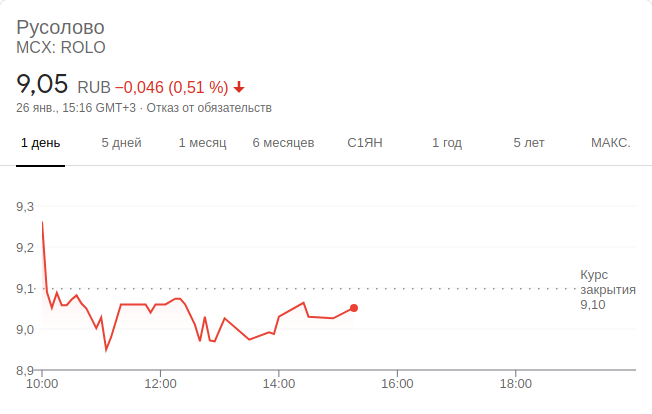 Русолово
MCX: ROLO
9,05 RUB −0,046 (0,51 %)
26 янв., 15:16 GMT+3 · Отказ от обязательств
1 день 5 дней 1 месяц 6 месяцев С1ЯН 1 год 5 лет МАКС.
9,3
9,2
9,1
9,0
8,9
Курс
закрытия
9,10
10:00 12:00 14:00 16:00 18:00